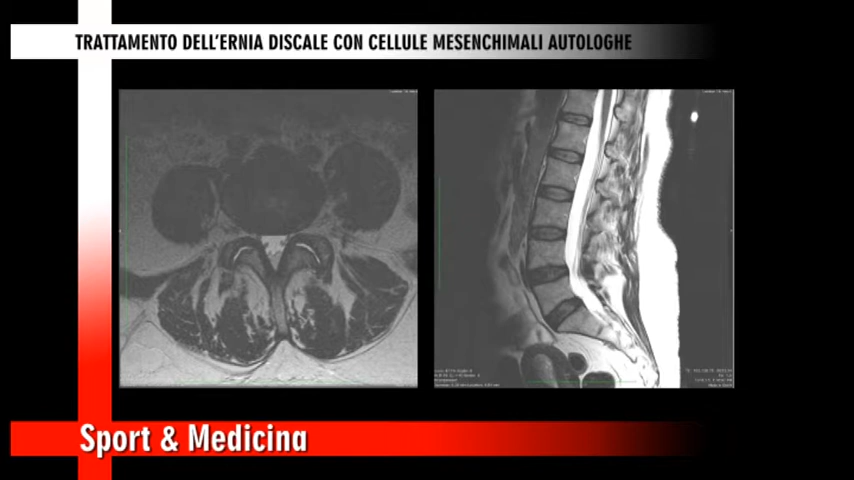 TRATTAMENTO DELL'ERNIA DISCALE CON CELLULE MESENCHIMALI AUTOLOGHE
Sport & Medicina